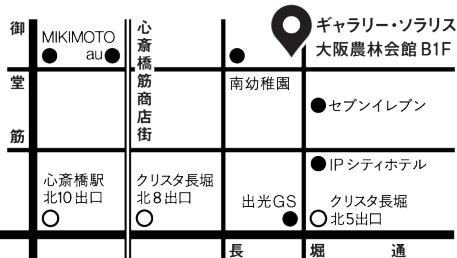 御堂筋
MIKIMOTO
au
心斎橋筋商店街
ギャラリー・ソラリス
大阪農林会館 B1F
南幼稚園
セブンイレブン
IPシティホテル
心斎橋駅
北10出口
クリスタ長堀
北8出口
出光GS
クリスタ長堀
北5出口
長堀通